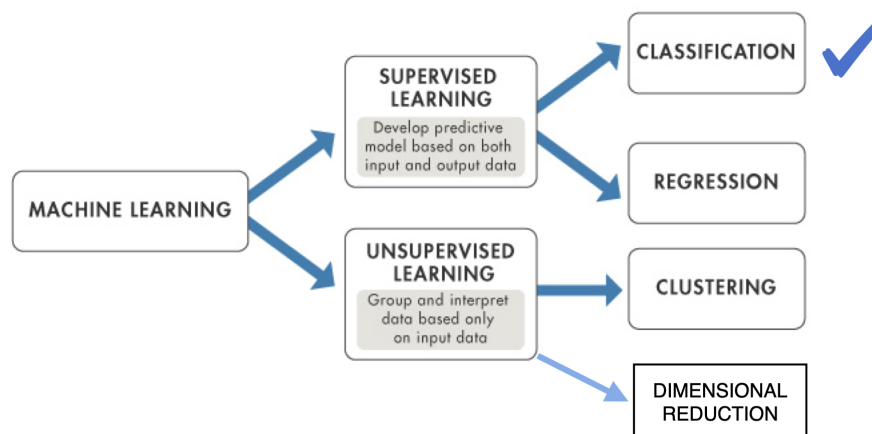 MACHINE LEARNING
SUPERVISED
LEARNING
Develop predictive
model based on both
input and output data
UNSUPERVISED
LEARNING
Group and interpret
data based only
on input data
CLASSIFICATION
REGRESSION
CLUSTERING
DIMENSIONAL
REDUCTION